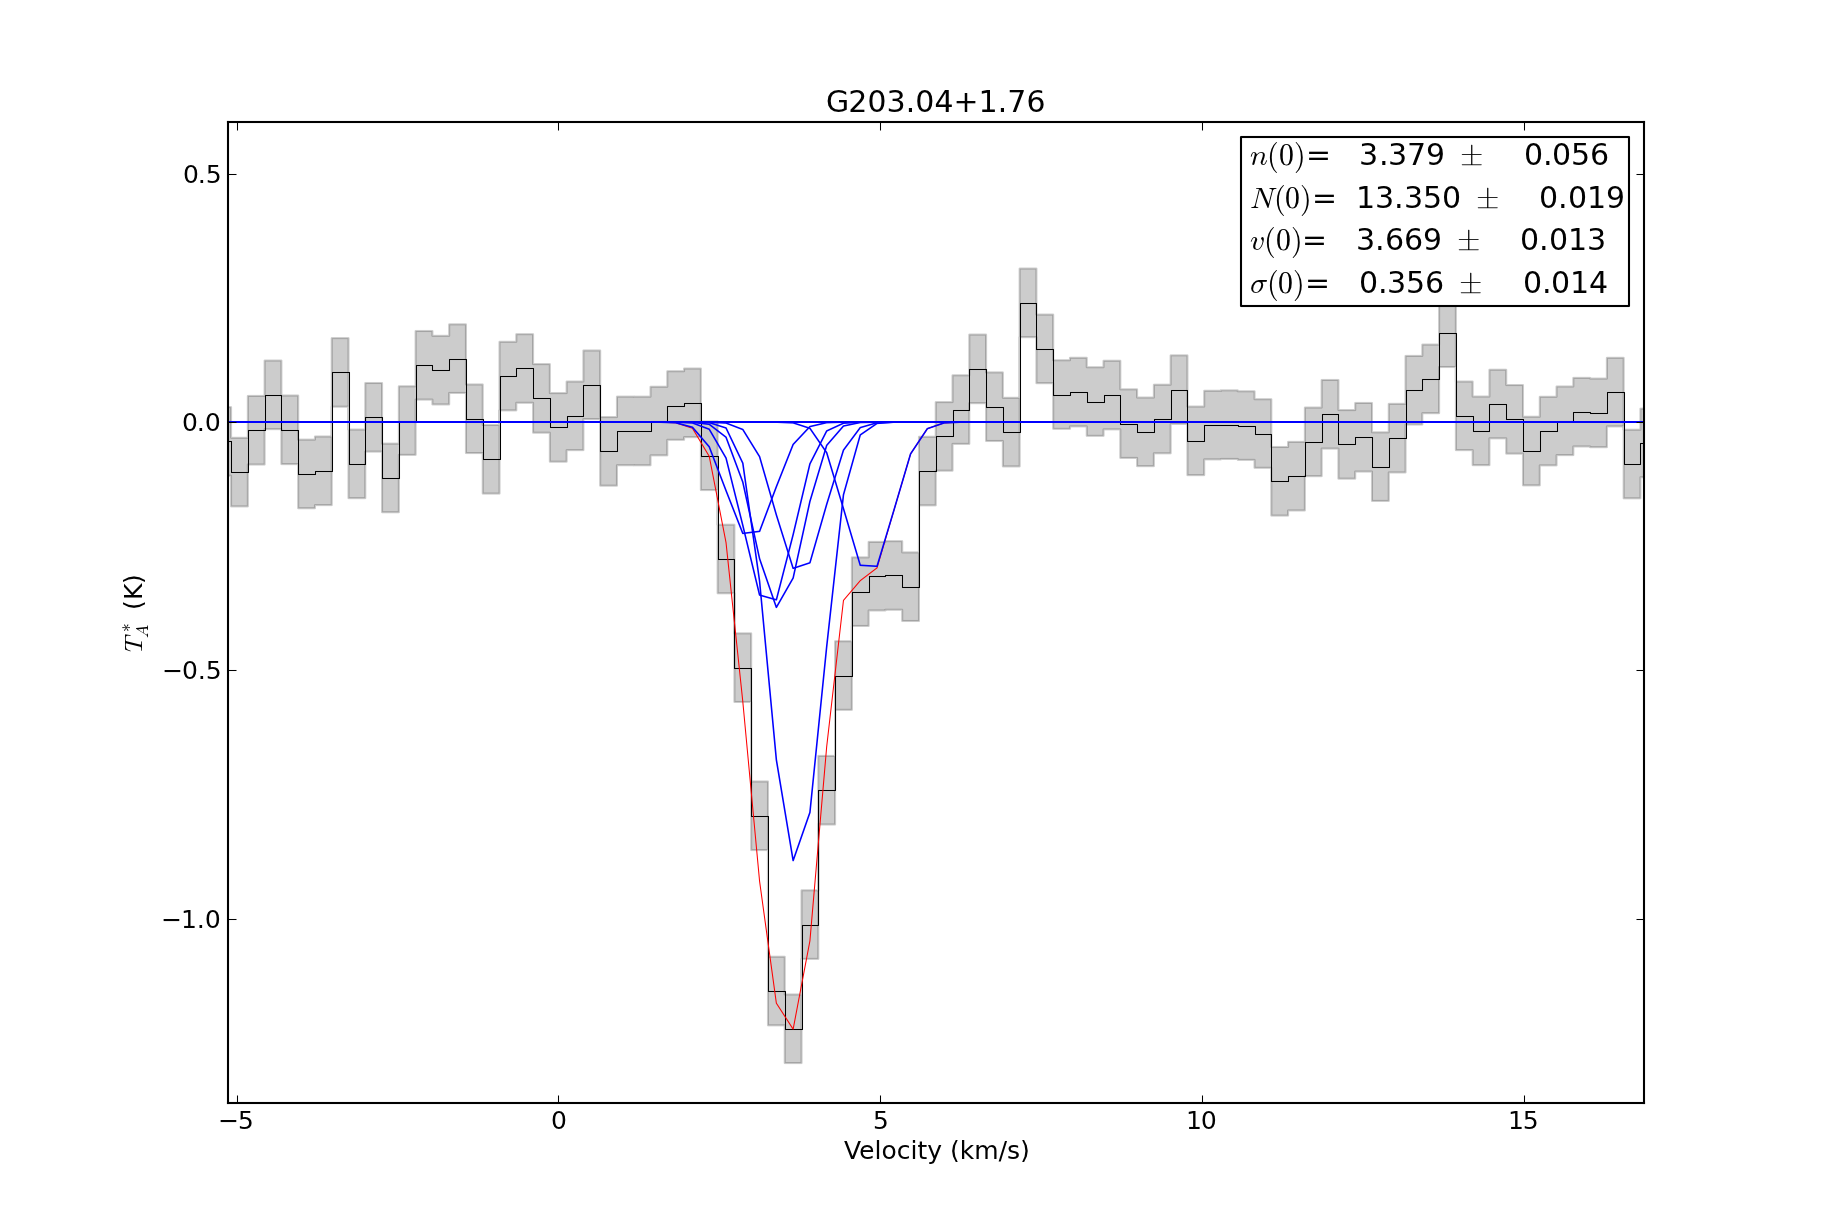 G203.04+1.76
n(0)= 3.379 ± 0.056
N(0)= 13.350 ± 0.019
v(0)= 3.669 ± 0.013
σ(0)= 0.356 ± 0.014
0.5
0.0
−0.5
−1.0
T_A^* (K)
−5 0 5 10 15
Velocity (km/s)